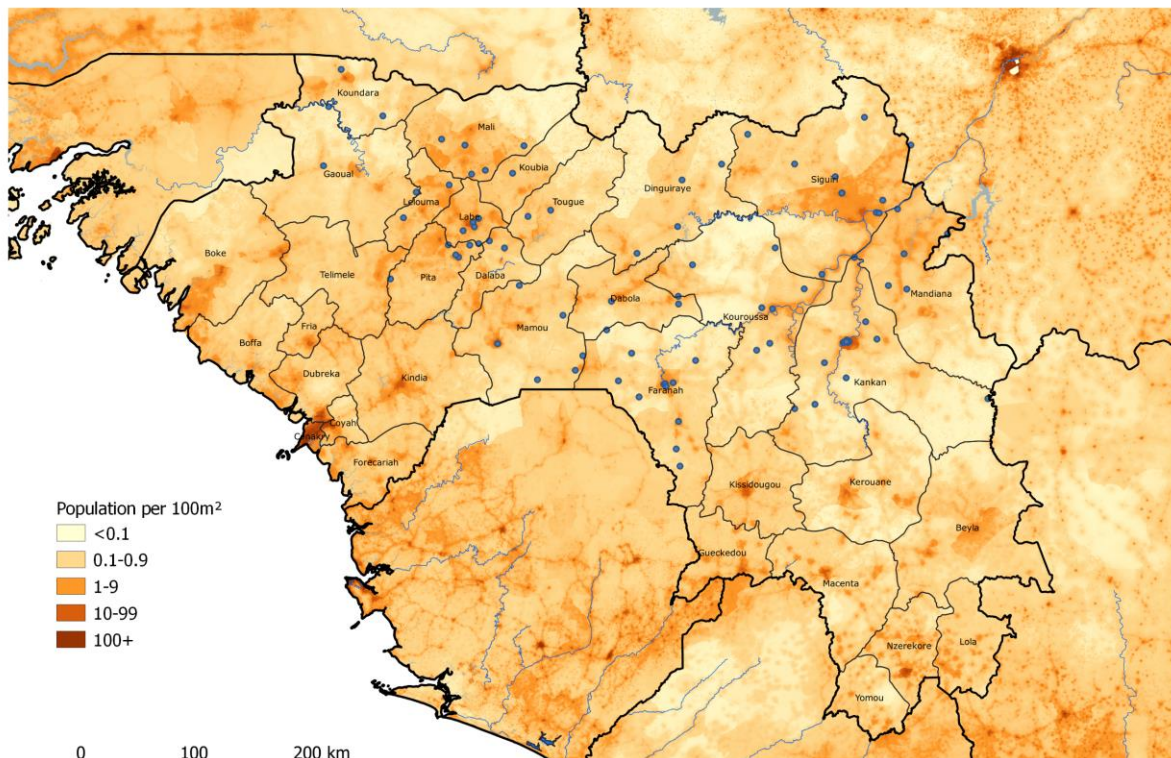 Koundara
Mali
Koubia
Gaoual
Siguiri
Lelouma
Dinguiraye
Tougue
Labe
Boke
Telimele
Pita
Dalaba
Mandiana
Dabola
Kouroussa
Fria
Mamou
Boffa
Dubreka
Kindia
Kankan
Faranah
Coyah
Conakry
Forecariah
Kissidougou
Kerouane
Beyla
Gueckedou
Macenta
Nzerekore
Lola
Yomou
Population per 100m²
<0.1
0.1-0.9
1-9
10-99
100+
0 100 200 km